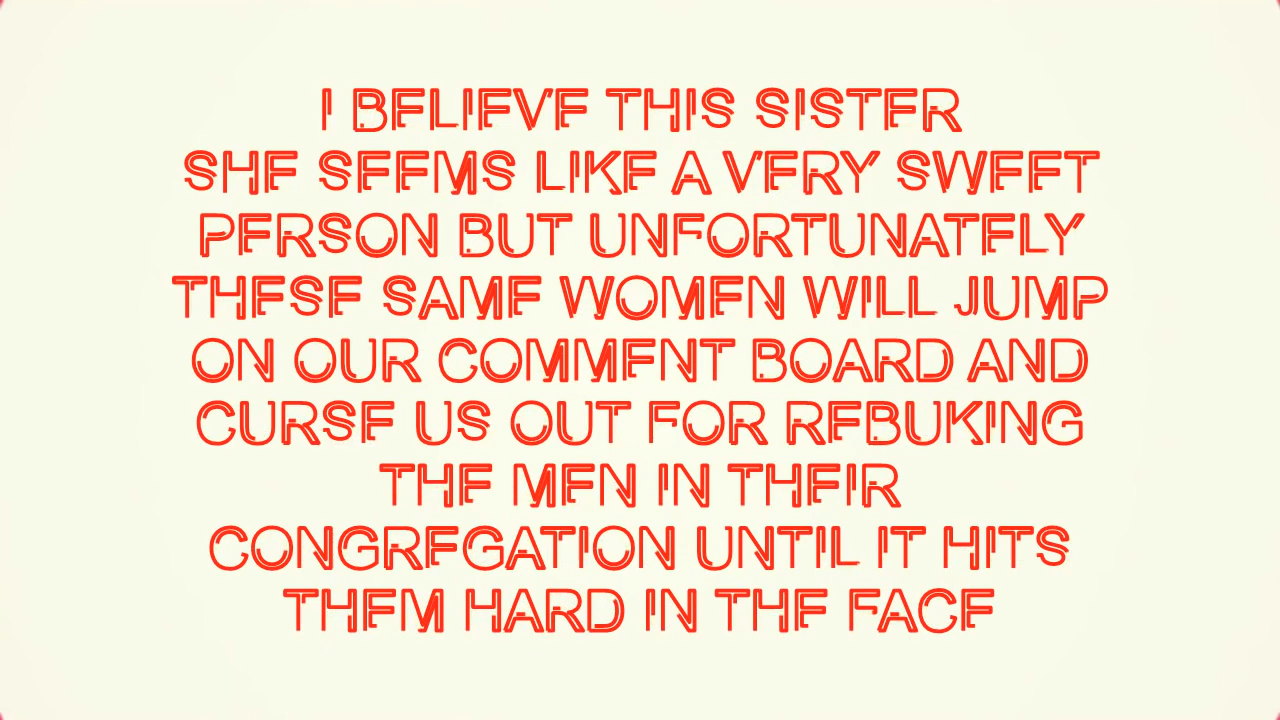 I BELIEVE THIS SISTER
SHE SEEMS LIKE A VERY SWEET
PERSON BUT UNFORTUNATELY
THESE SAME WOMEN WILL JUMP
ON OUR COMMENT BOARD AND
CURSE US OUT FOR REBUKING
THE MEN IN THEIR
CONGREGATION UNTIL IT HITS
THEM HARD IN THE FACE